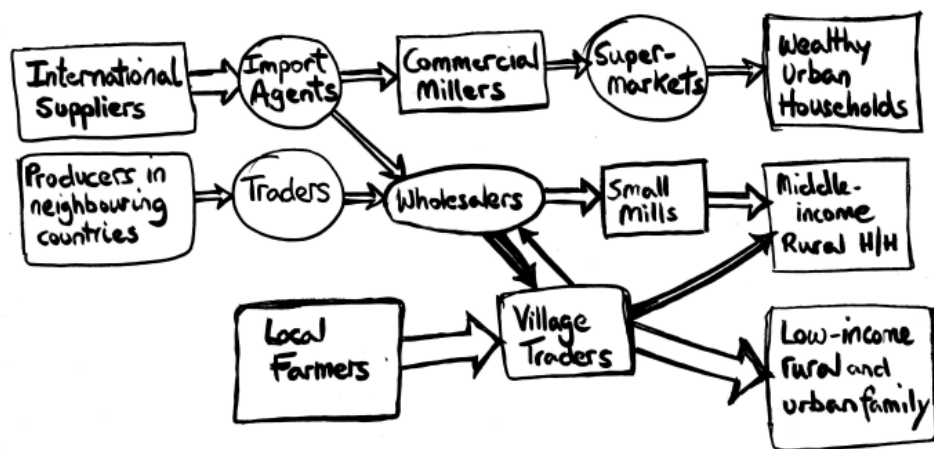 International
Suppliers
Import
Agents
Commercial
Millers
Super-
markets
Wealthy
Urban
Households
Producers in
neighbouring
countries
Traders
Wholesalers
Small
Mills
Middle-
income
Rural H/H
Local
Farmers
Village
Traders
Low-income
rural and
urban family